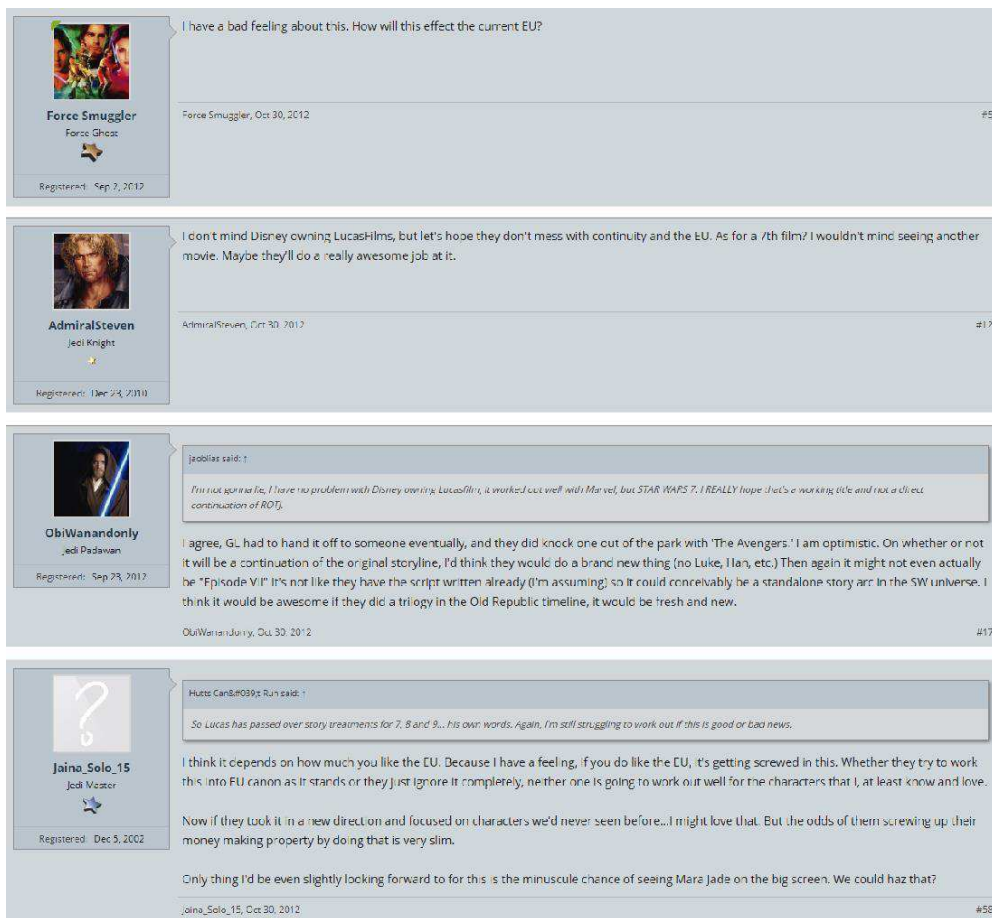 I have a bad feeling about this. How will this effect the current EU?
Force Smuggler
Force Ghost
Registered: Sep 2, 2012
Force Smuggler, Oct 30, 2012
#5
I don't mind Disney owning LucasFilms, but let's hope they don't mess with continuity and the EU. As for a 7th film? I wouldn't mind seeing another
movie. Maybe they'll do a really awesome job at it.
AdmiralSteven
Jedi Knight
Registered: Dec 23, 2010
AdmiralSteven, Oct 30, 2012
#12
jaobilas said: ↑
I'm not gonna lie, I have no problem with Disney owning Lucasfilm, it worked out well with Marvel, but STAR WARS 7. I REALLY hope that's a working title and not a direct
continuation of ROTJ.
ObiWanandonly
Jedi Padawan
Registered: Sep 23, 2012
I agree, GL had to hand it off to someone eventually, and they did knock one out of the park with 'The Avengers.' I am optimistic. On whether or not
it will be a continuation of the original storyline, I'd think they would do a brand new thing (no Luke, Han, etc.) Then again it might not even actually
be "Episode VII" It's not like they have the script written already (I'm assuming) so it could conceivably be a standalone story arc in the SW universe. I
think it would be awesome if they did a trilogy in the Old Republic timeline, it would be fresh and new.
ObiWanandonly, Oct 30, 2012
#17
Hutts Can&#039;t Run said: ↑
So Lucas has passed over story treatments for 7, 8 and 9... his own words. Again, I'm still struggling to work out if this is good or bad news.
Jaina_Solo_15
Jedi Master
Registered: Dec 5, 2002
I think it depends on how much you like the EU. Because I have a feeling, if you do like the EU, it's getting screwed in this. Whether they try to work
this into EU canon as it stands or they just ignore it completely, neither one is going to work out well for the characters that I, at least know and love.
Now if they took it in a new direction and focused on characters we'd never seen before...I might love that. But the odds of them screwing up their
money making property by doing that is very slim.
Only thing I'd be even slightly looking forward to for this is the minuscule chance of seeing Mara Jade on the big screen. We could haz that?
Jaina_Solo_15, Oct 30, 2012
#58